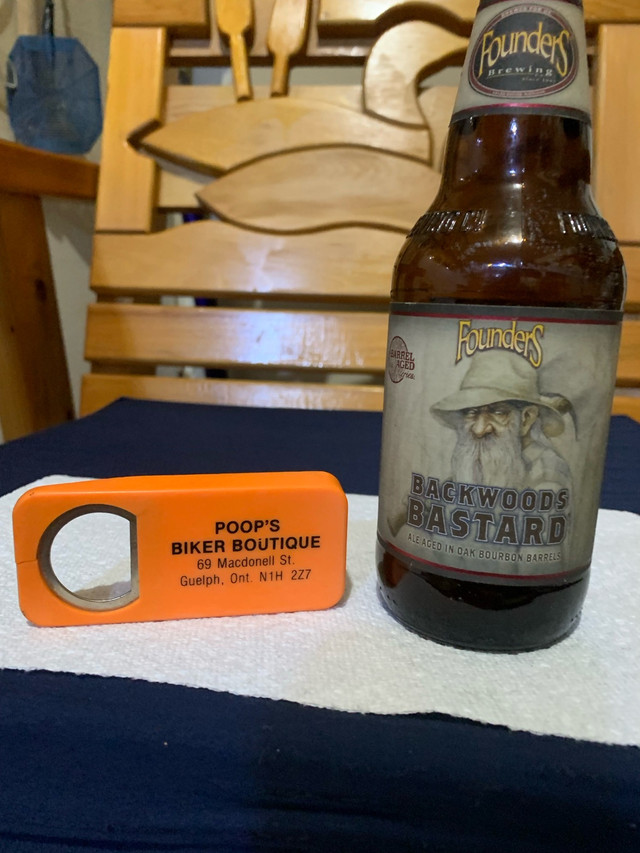 Founders
Brewing
BARREL
AGED
Founders
BACKWOODS
BASTARD
ALE AGED IN OAK BOURBON BARRELS
POOP'S
BIKER BOUTIQUE
69 Macdonell St.
Guelph, Ont. N1H 2Z7